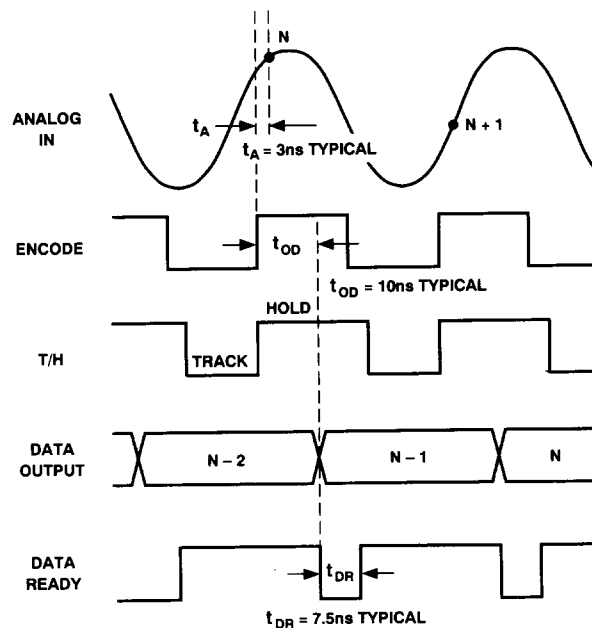 N
ANALOG
IN
t_A
N + 1
t_A = 3ns TYPICAL
ENCODE
t_OD
t_OD = 10ns TYPICAL
HOLD
T/H
TRACK
DATA
OUTPUT
N – 2
N – 1
N
DATA
READY
t_DR
t_DR = 7.5ns TYPICAL